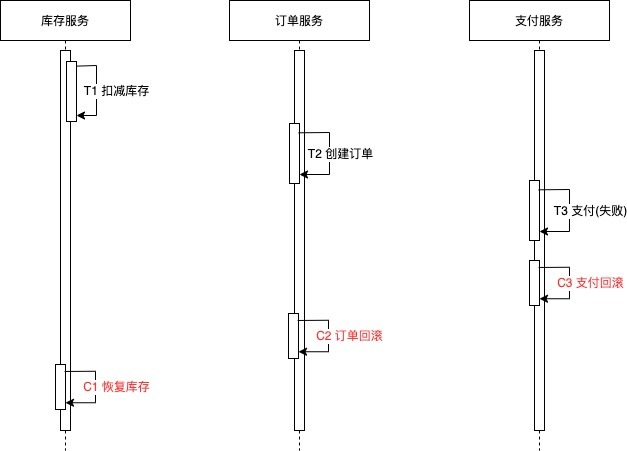 库存服务
订单服务
支付服务
T1 扣减库存
T2 创建订单
T3 支付(失败)
C3 支付回滚
C2 订单回滚
C1 恢复库存